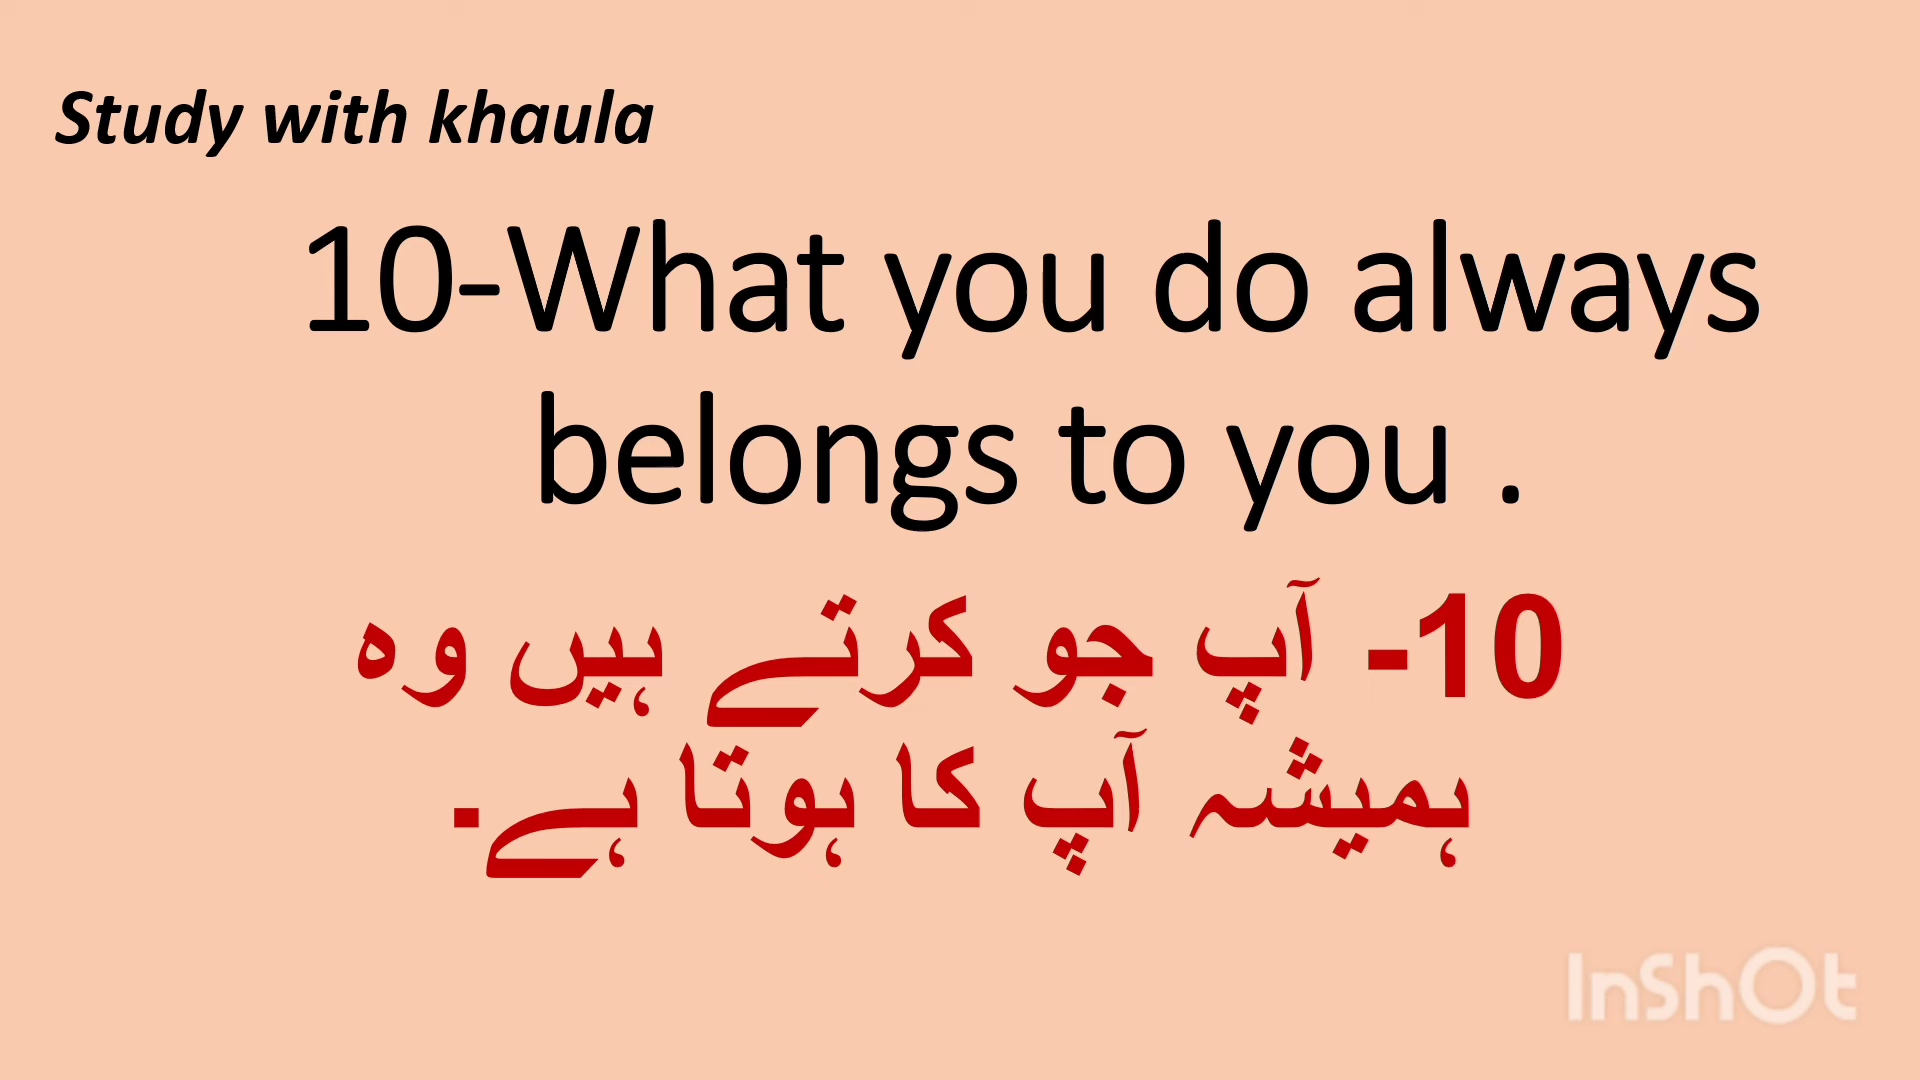 Study with khaula
10-What you do always
belongs to you .
10- آپ جو کرتے ہیں وہ
ہمیشہ آپ کا ہوتا ہے۔
InShOt